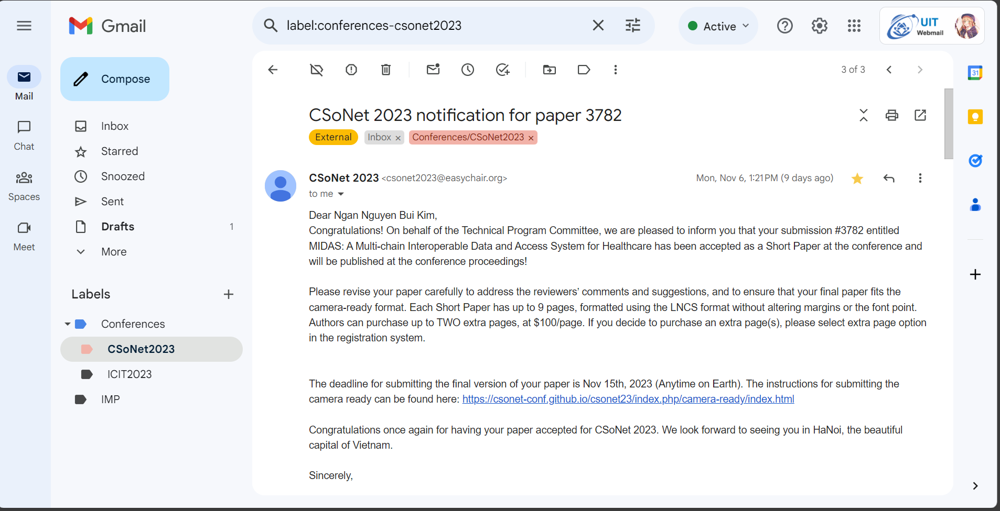 Gmail
label:conferences-csonet2023
Active
UIT
Webmail
Mail
Chat
Spaces
Meet
Compose
Inbox
Starred
Snoozed
Sent
Drafts 1
More
Labels
Conferences
CSoNet2023
ICIT2023
IMP
3 of 3
31
CSoNet 2023 notification for paper 3782
External Inbox × Conferences/CSoNet2023 ×
CSoNet 2023 <csonet2023@easychair.org> Mon, Nov 6, 1:21 PM (9 days ago)
to me
Dear Ngan Nguyen Bui Kim,
Congratulations! On behalf of the Technical Program Committee, we are pleased to inform you that your submission #3782 entitled
MIDAS: A Multi-chain Interoperable Data and Access System for Healthcare has been accepted as a Short Paper at the conference and
will be published at the conference proceedings!
Please revise your paper carefully to address the reviewers’ comments and suggestions, and to ensure that your final paper fits the
camera-ready format. Each Short Paper has up to 9 pages, formatted using the LNCS format without altering margins or the font point.
Authors can purchase up to TWO extra pages, at $100/page. If you decide to purchase an extra page(s), please select extra page option
in the registration system.
The deadline for submitting the final version of your paper is Nov 15th, 2023 (Anytime on Earth). The instructions for submitting the
camera ready can be found here: https://csonet-conf.github.io/csonet23/index.php/camera-ready/index.html
Congratulations once again for having your paper accepted for CSoNet 2023. We look forward to seeing you in HaNoi, the beautiful
capital of Vietnam.
Sincerely,